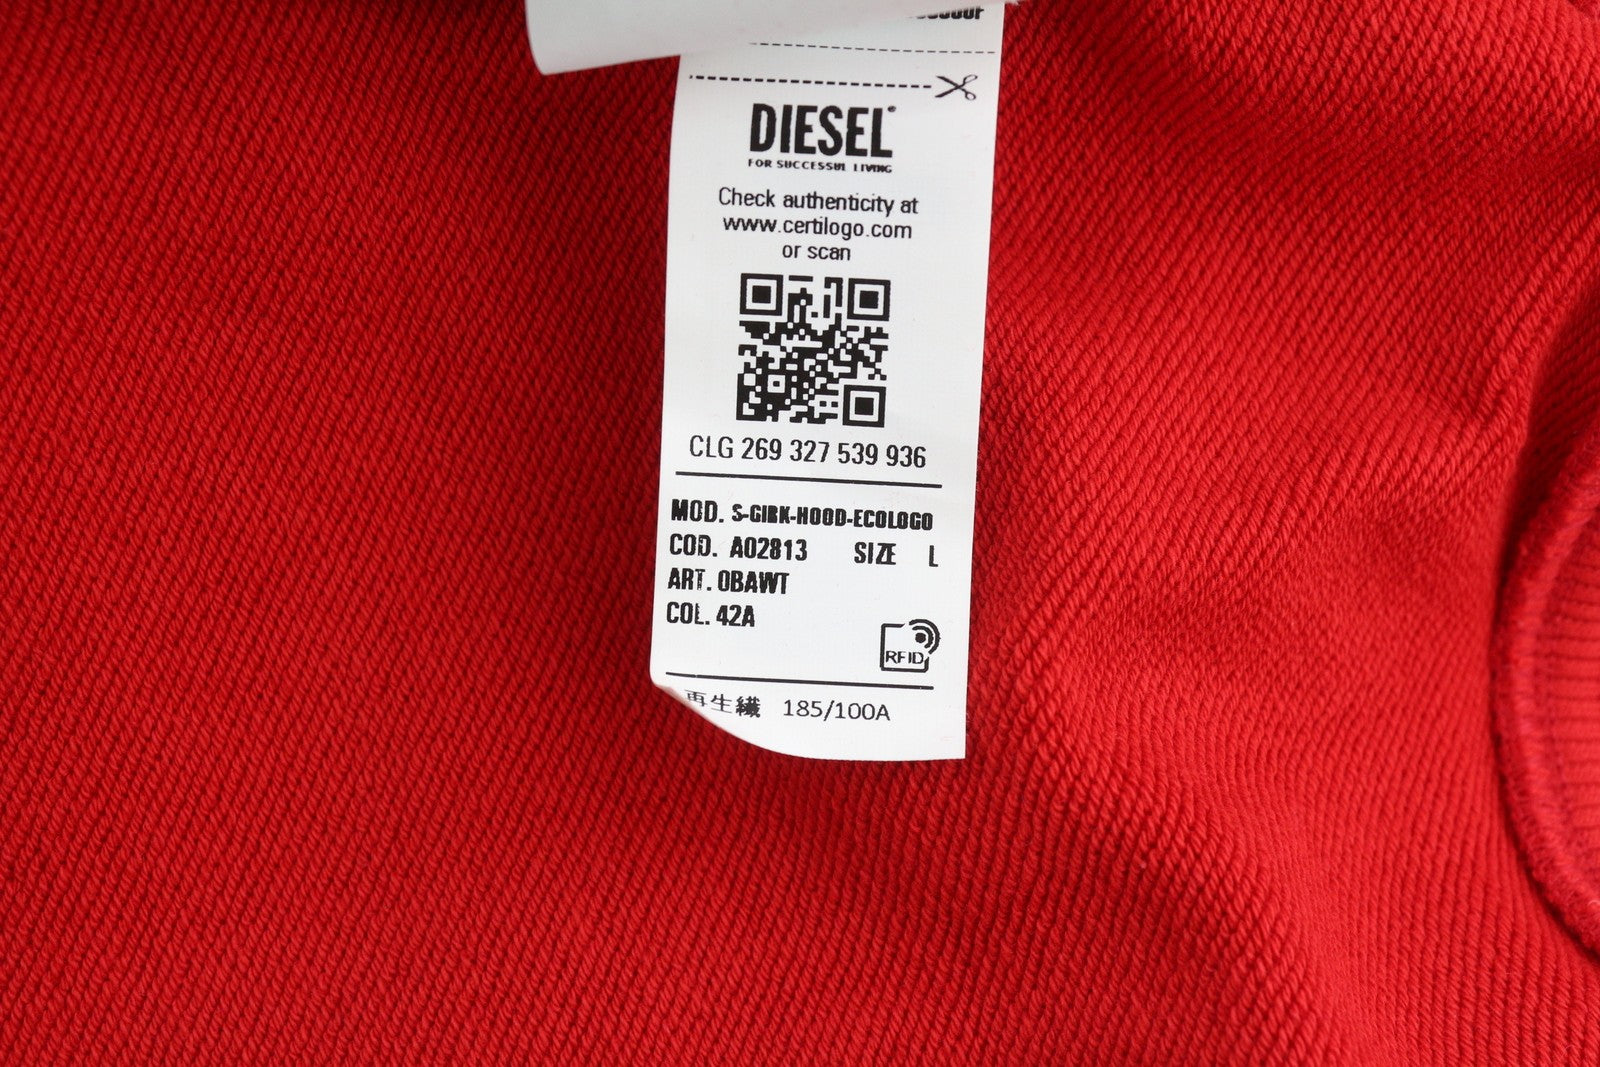 DIESEL®
FOR SUCCESSFUL LIVING
Check authenticity at
www.certilogo.com
or scan
CLG 269 327 539 936
MOD. S-GIRK-HOOD-ECOLOGO
COD. A02813 SIZE L
ART. 0BAWT
COL. 42A
RFID
再生繊 185/100A